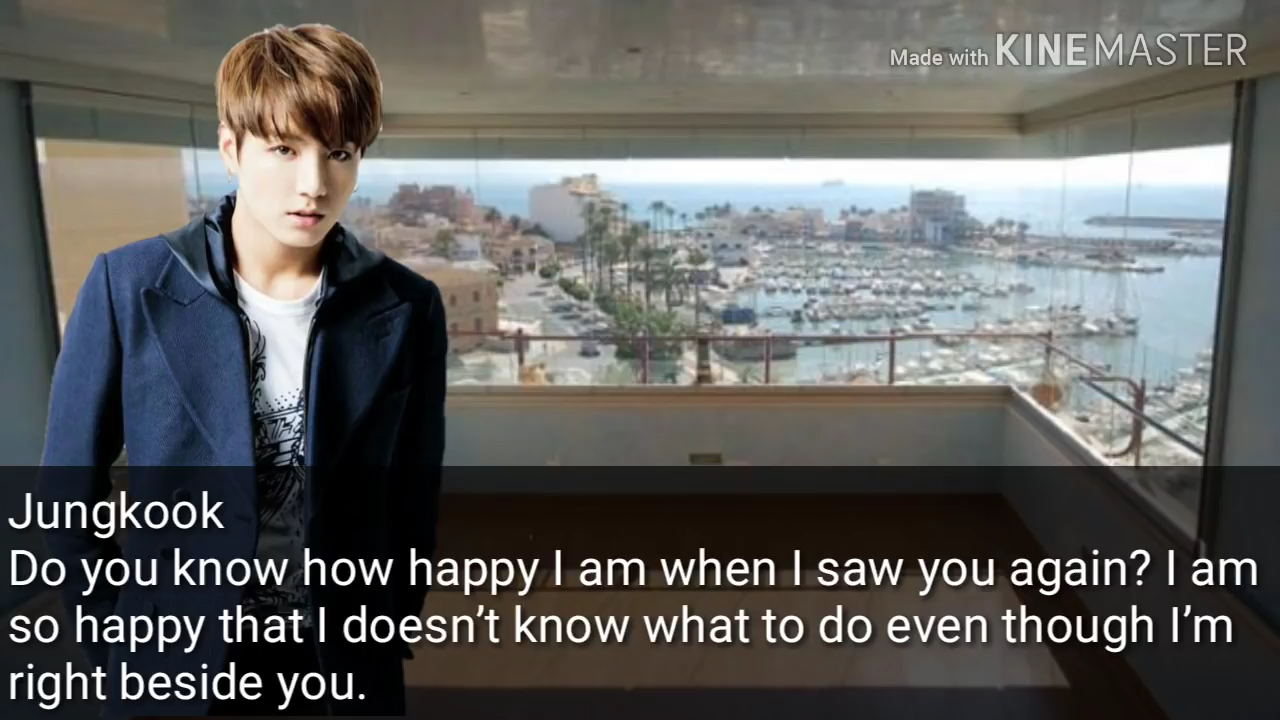 Made with KINEMASTER
Jungkook
Do you know how happy I am when I saw you again? I am
so happy that I doesn’t know what to do even though I’m
right beside you.